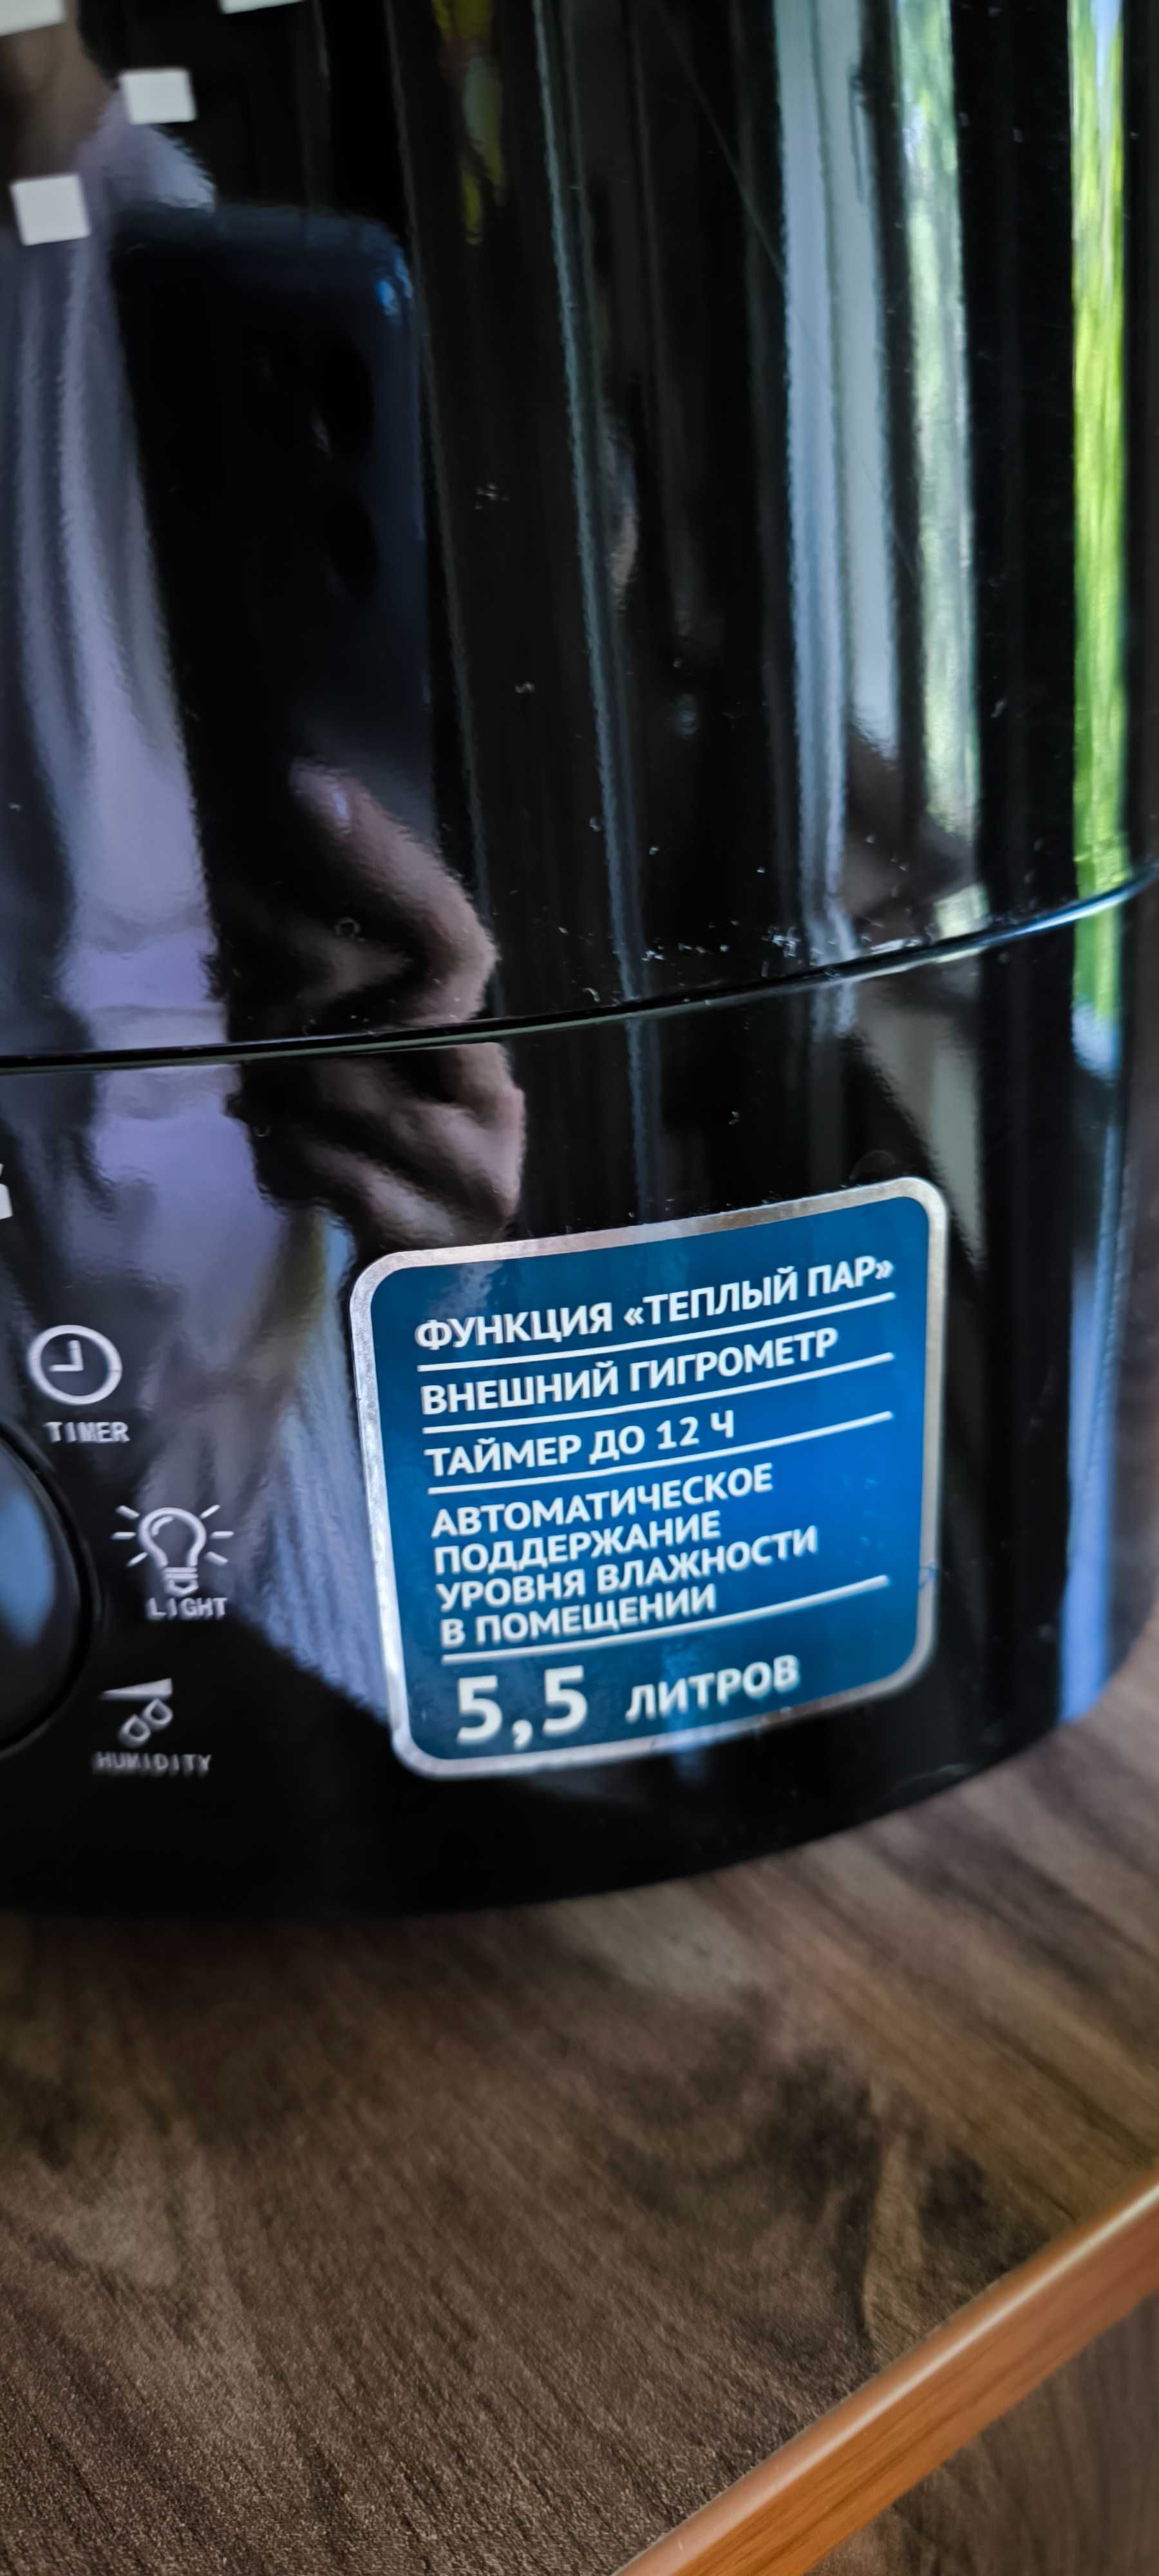 TIMER
LIGHT
HUMIDITY
ФУНКЦИЯ «ТЕПЛЫЙ ПАР»
ВНЕШНИЙ ГИГРОМЕТР
ТАЙМЕР ДО 12 Ч
АВТОМАТИЧЕСКОЕ
ПОДДЕРЖАНИЕ
УРОВНЯ ВЛАЖНОСТИ
В ПОМЕЩЕНИИ
5,5 ЛИТРОВ